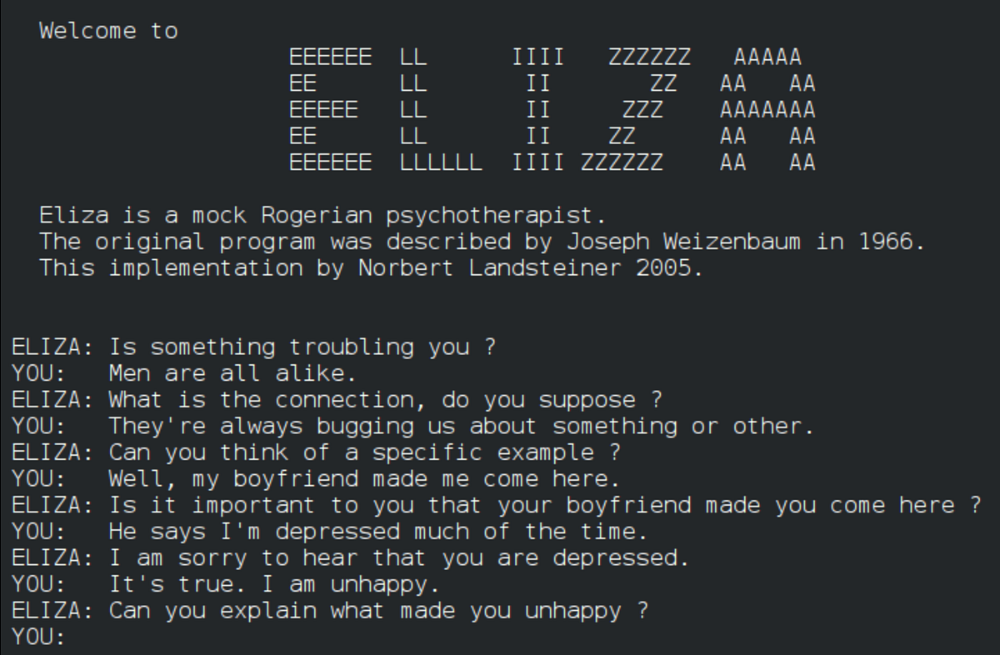 Welcome to
EEEEEE  LL      IIII   ZZZZZZ   AAAAA
EE      LL       II       ZZ   AA   AA
EEEEE   LL       II     ZZZ    AAAAAAA
EE      LL       II    ZZ      AA   AA
EEEEEE  LLLLLL  IIII ZZZZZZ    AA   AA
Eliza is a mock Rogerian psychotherapist.
The original program was described by Joseph Weizenbaum in 1966.
This implementation by Norbert Landsteiner 2005.
ELIZA: Is something troubling you ?
YOU:   Men are all alike.
ELIZA: What is the connection, do you suppose ?
YOU:   They're always bugging us about something or other.
ELIZA: Can you think of a specific example ?
YOU:   Well, my boyfriend made me come here.
ELIZA: Is it important to you that your boyfriend made you come here ?
YOU:   He says I'm depressed much of the time.
ELIZA: I am sorry to hear that you are depressed.
YOU:   It's true. I am unhappy.
ELIZA: Can you explain what made you unhappy ?
YOU: